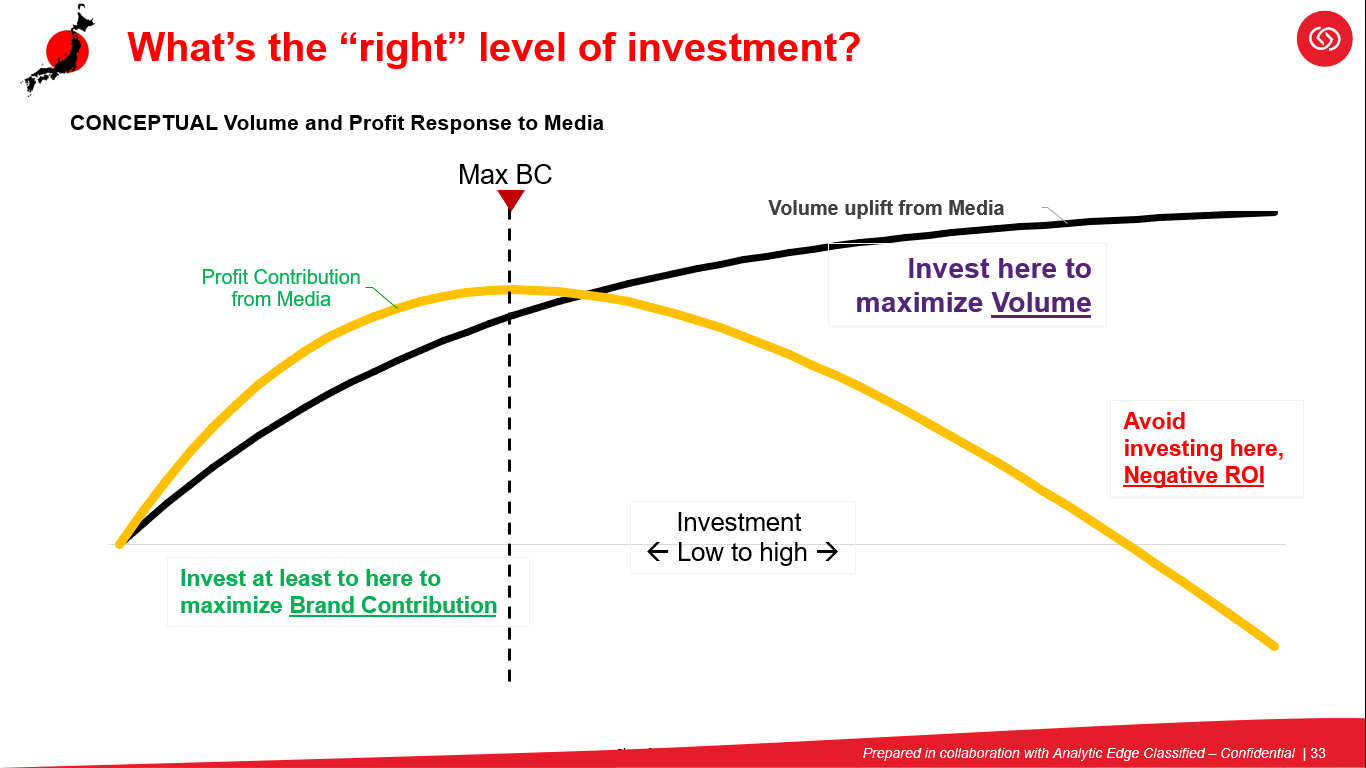 What’s the “right” level of investment?
CONCEPTUAL Volume and Profit Response to Media
Max BC
Volume uplift from Media
Profit Contribution
from Media
Invest here to
maximize Volume
Avoid
investing here,
Negative ROI
Investment
← Low to high →
Invest at least to here to
maximize Brand Contribution
Prepared in collaboration with Analytic Edge Classified – Confidential | 33